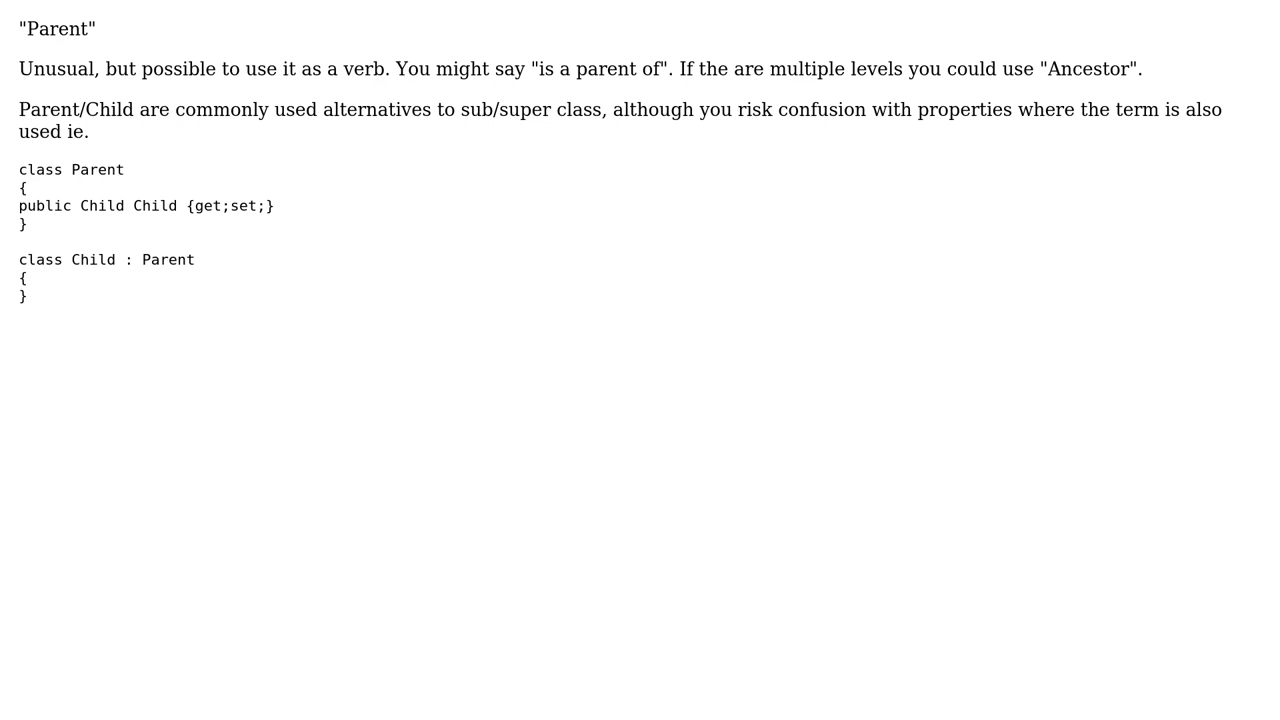 "Parent"
Unusual, but possible to use it as a verb. You might say "is a parent of". If the are multiple levels you could use "Ancestor".
Parent/Child are commonly used alternatives to sub/super class, although you risk confusion with properties where the term is also
used ie.
class Parent
{
public Child Child {get;set;}
}
class Child : Parent
{
}